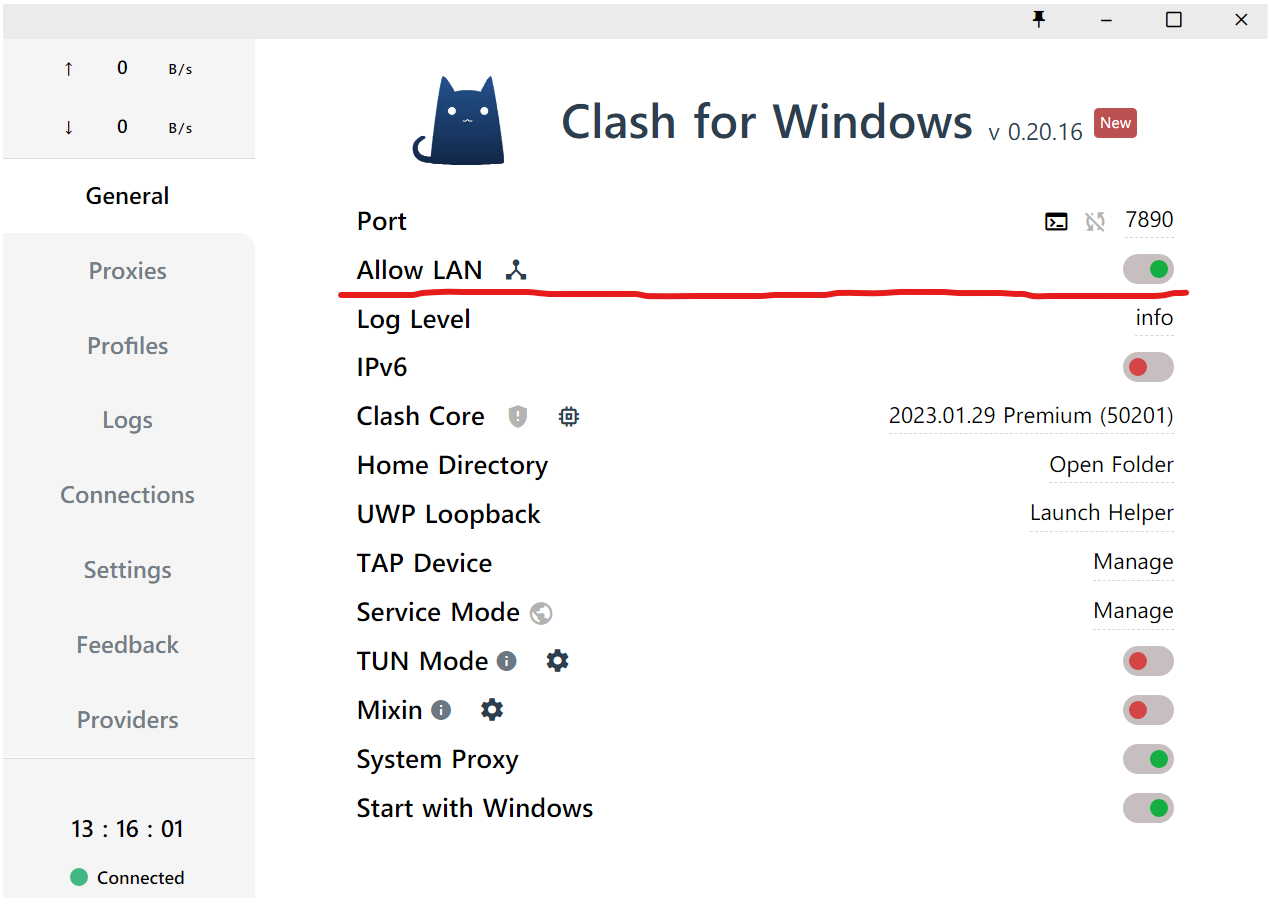 ↑ 0 B/s
↓ 0 B/s
General
Proxies
Profiles
Logs
Connections
Settings
Feedback
Providers
13 : 16 : 01
Connected
Clash for Windows v 0.20.16 New
Port 7890
Allow LAN
Log Level info
IPv6
Clash Core 2023.01.29 Premium (50201)
Home Directory Open Folder
UWP Loopback Launch Helper
TAP Device Manage
Service Mode Manage
TUN Mode
Mixin
System Proxy
Start with Windows